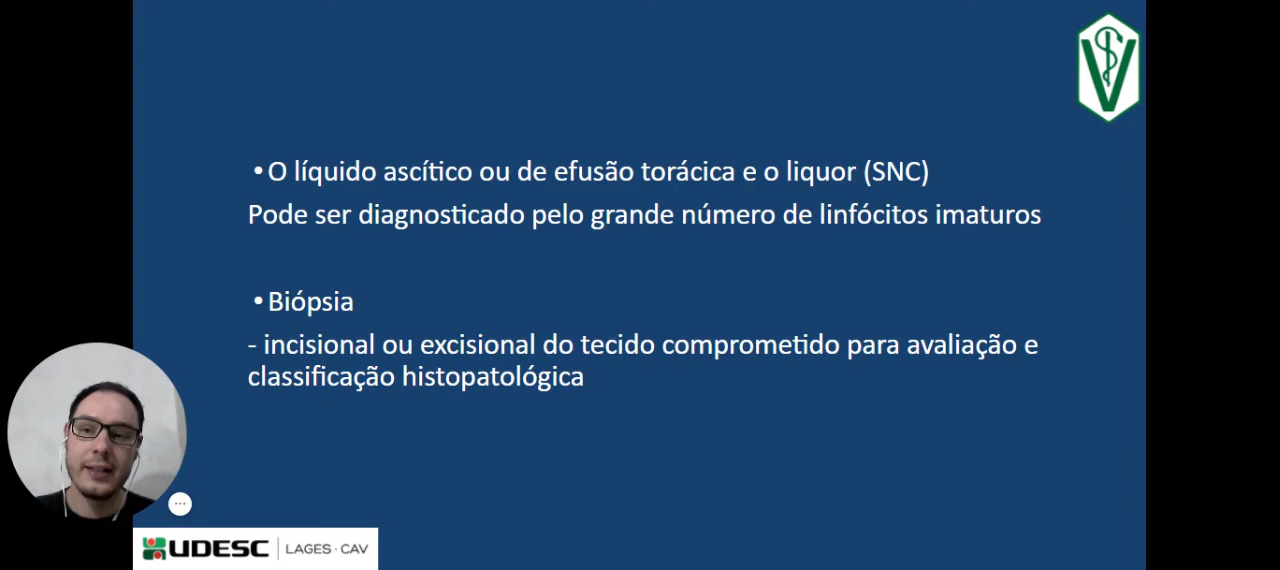 • O líquido ascítico ou de efusão torácica e o liquor (SNC)
Pode ser diagnosticado pelo grande número de linfócitos imaturos
• Biópsia
- incisional ou excisional do tecido comprometido para avaliação e
classificação histopatológica
UDESC | LAGES · CAV